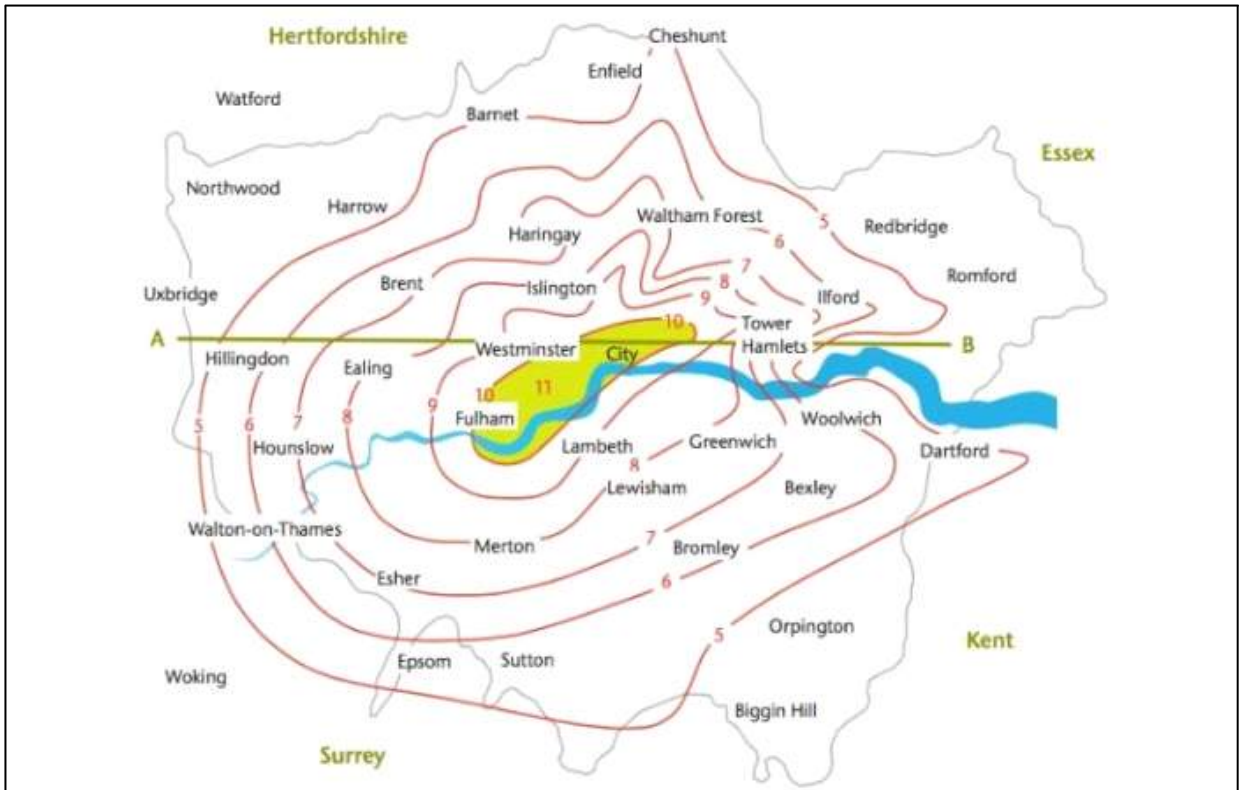 Hertfordshire
Cheshunt
Enfield
Watford
Barnet
Essex
Northwood
Harrow
Waltham Forest
5
Redbridge
Haringay
6
7
Romford
Brent
Islington
8
Uxbridge
9
Ilford
10
Tower
Hamlets
A
B
Westminster
City
Hillingdon
Ealing
10
11
9
8
7
6
5
Fulham
Woolwich
Hounslow
Lambeth
Greenwich
Dartford
8
Lewisham
Bexley
Walton-on-Thames
Merton
7
Bromley
Esher
6
5
Orpington
Kent
Epsom
Sutton
Woking
Biggin Hill
Surrey